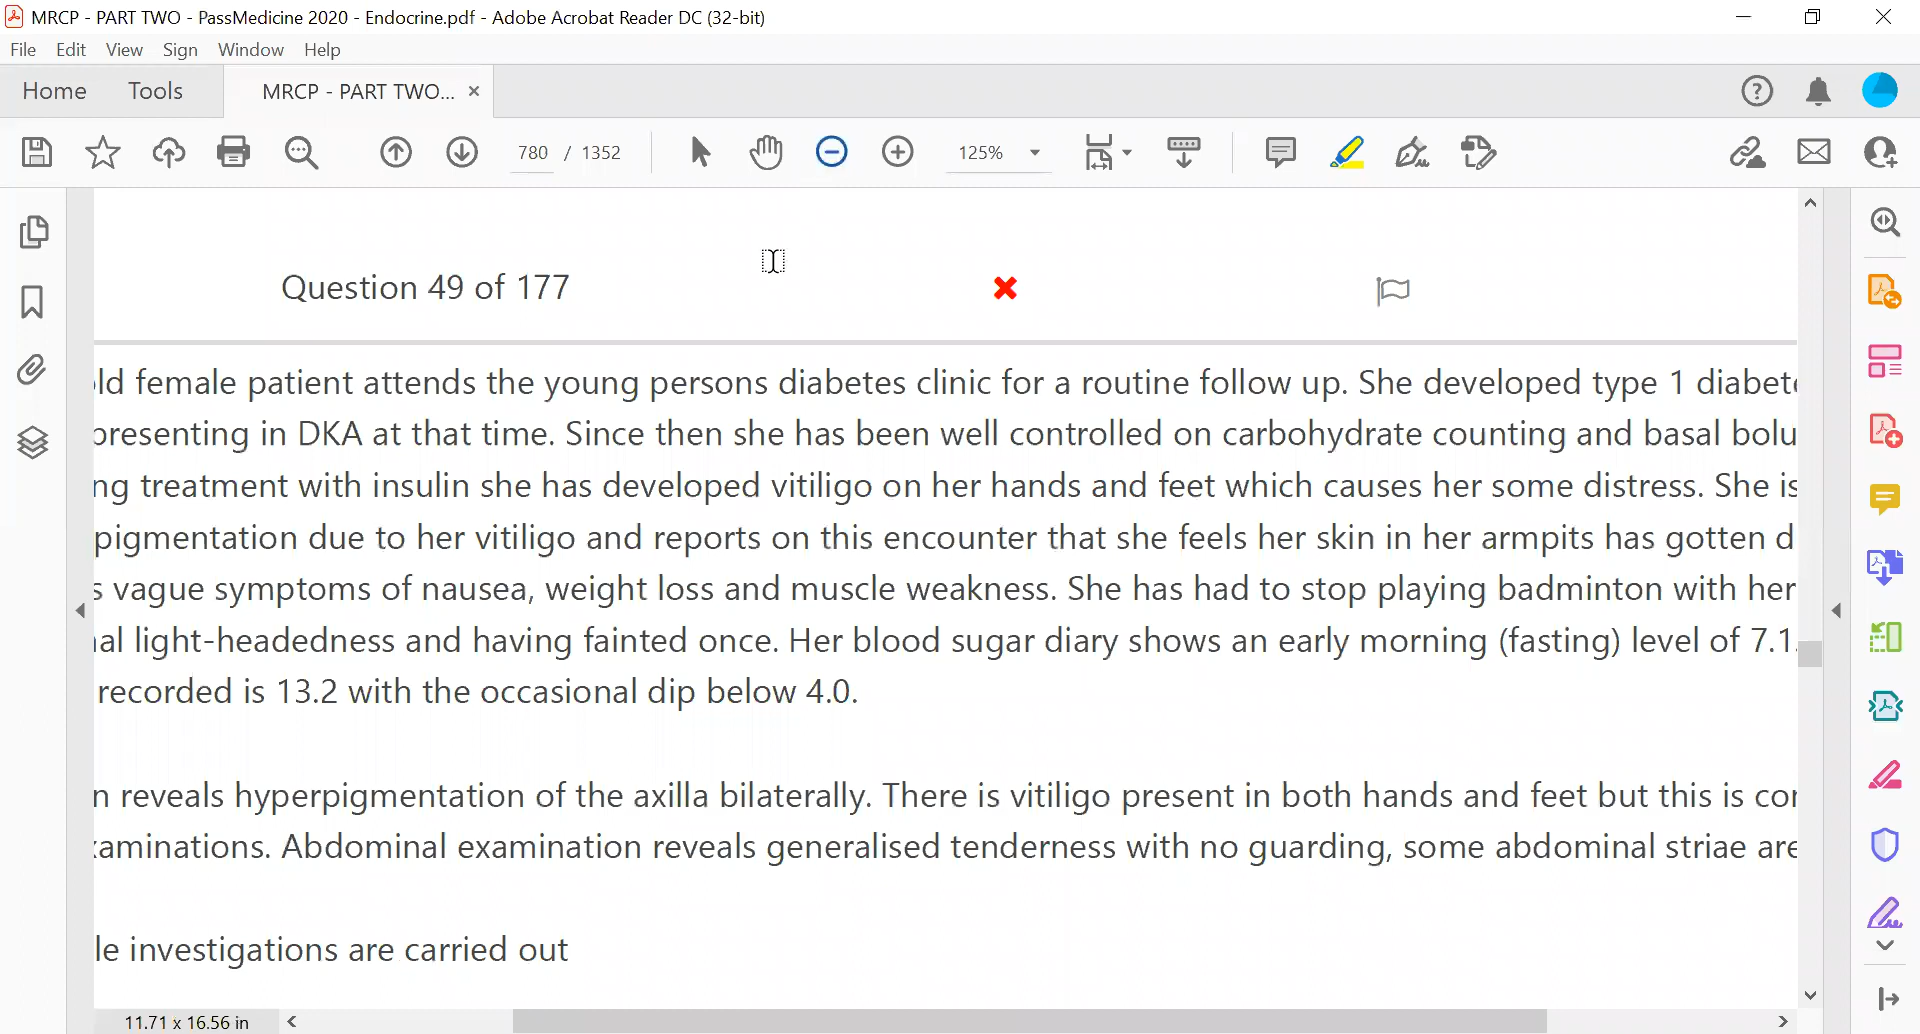 MRCP - PART TWO - PassMedicine 2020 - Endocrine.pdf - Adobe Acrobat Reader DC (32-bit)
File Edit View Sign Window Help
Home Tools MRCP - PART TWO... ×
780 / 1352 125%
Question 49 of 177
ld female patient attends the young persons diabetes clinic for a routine follow up. She developed type 1 diabet
presenting in DKA at that time. Since then she has been well controlled on carbohydrate counting and basal bolu
ng treatment with insulin she has developed vitiligo on her hands and feet which causes her some distress. She is
pigmentation due to her vitiligo and reports on this encounter that she feels her skin in her armpits has gotten d
s vague symptoms of nausea, weight loss and muscle weakness. She has had to stop playing badminton with her
al light-headedness and having fainted once. Her blood sugar diary shows an early morning (fasting) level of 7.1
recorded is 13.2 with the occasional dip below 4.0.
n reveals hyperpigmentation of the axilla bilaterally. There is vitiligo present in both hands and feet but this is co
aminations. Abdominal examination reveals generalised tenderness with no guarding, some abdominal striae are
le investigations are carried out
11.71 x 16.56 in